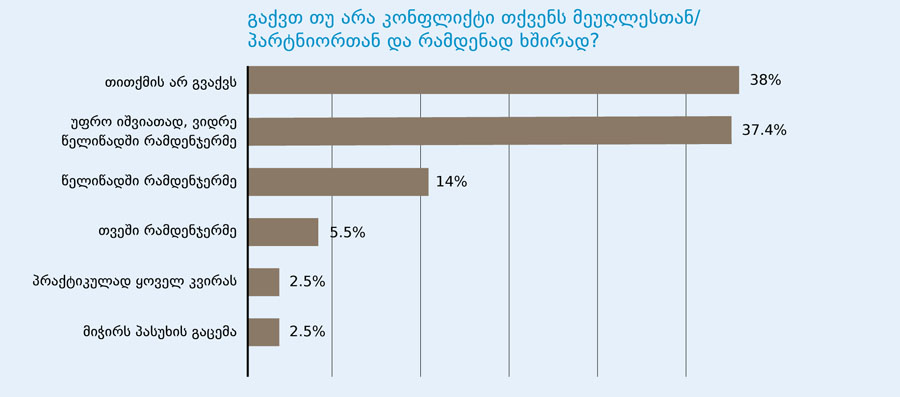 გაქვთ თუ არა კონფლიქტი თქვენს მეუღლესთან/
პარტნიორთან და რამდენად ხშირად?
თითქმის არ გვაქვს
38%
უფრო იშვიათად, ვიდრე
წელიწადში რამდენჯერმე
37.4%
წელიწადში რამდენჯერმე
14%
თვეში რამდენჯერმე
5.5%
პრაქტიკულად ყოველ კვირას
2.5%
მიჭირს პასუხის გაცემა
2.5%